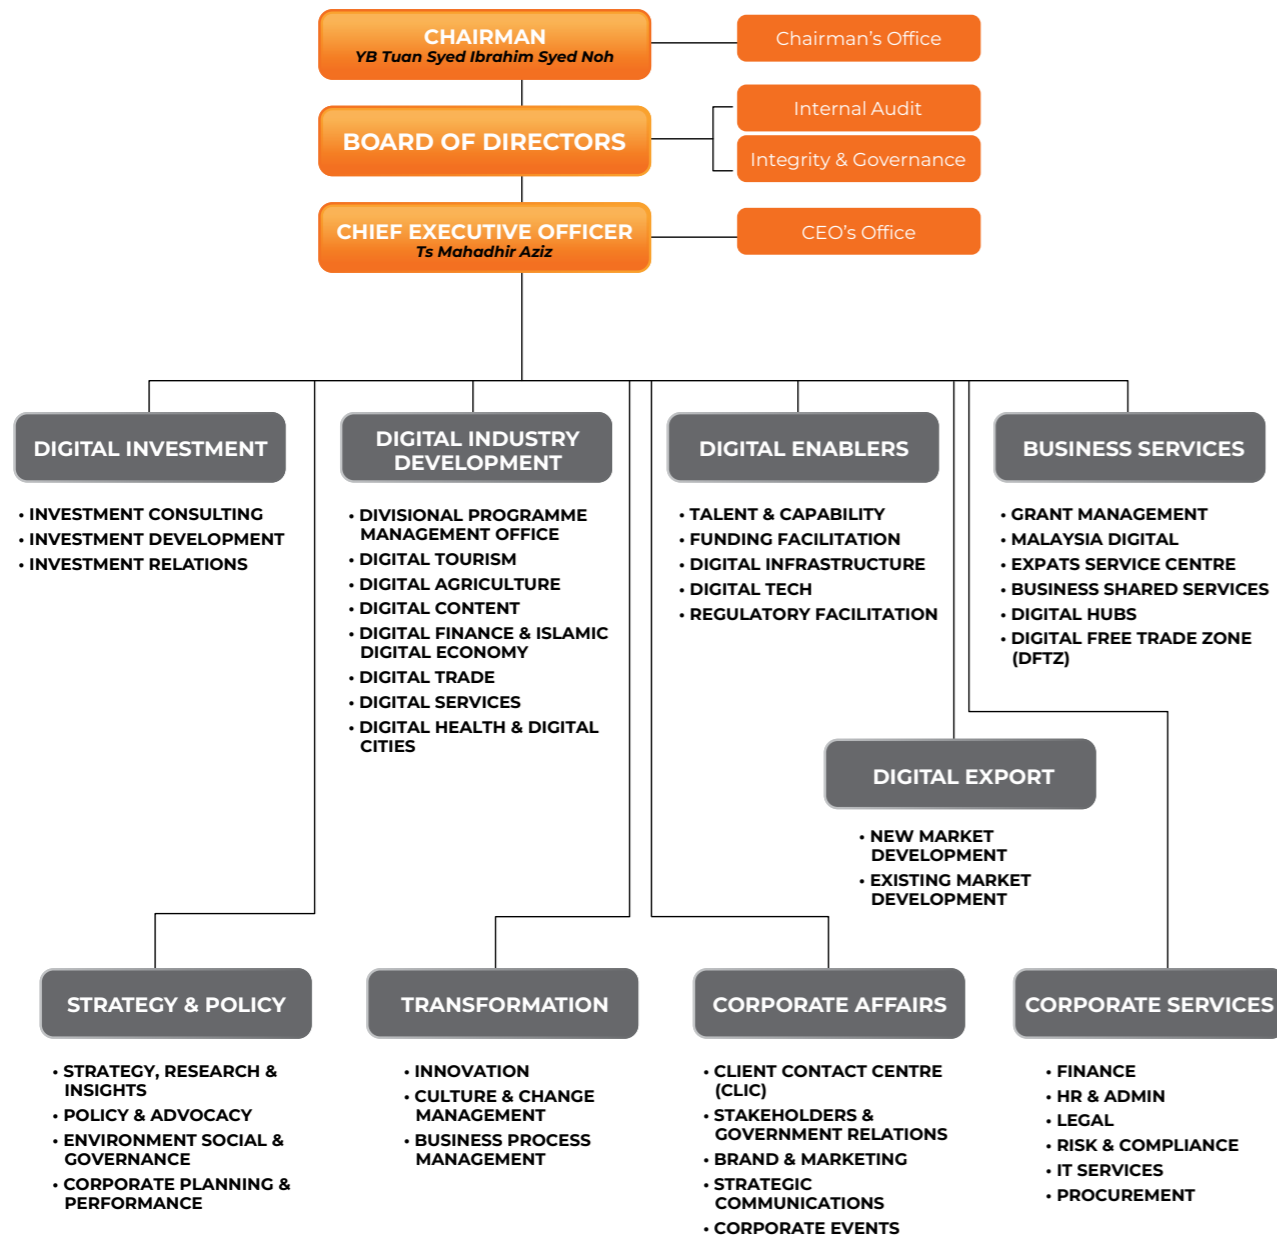 CHAIRMAN
YB Tuan Syed Ibrahim Syed Noh
Chairman's Office
BOARD OF DIRECTORS
Internal Audit
Integrity & Governance
CHIEF EXECUTIVE OFFICER
Ts Mahadhir Aziz
CEO's Office
DIGITAL INVESTMENT
• INVESTMENT CONSULTING
• INVESTMENT DEVELOPMENT
• INVESTMENT RELATIONS
DIGITAL INDUSTRY
DEVELOPMENT
• DIVISIONAL PROGRAMME
MANAGEMENT OFFICE
• DIGITAL TOURISM
• DIGITAL AGRICULTURE
• DIGITAL CONTENT
• DIGITAL FINANCE & ISLAMIC
DIGITAL ECONOMY
• DIGITAL TRADE
• DIGITAL SERVICES
• DIGITAL HEALTH & DIGITAL
CITIES
DIGITAL ENABLERS
• TALENT & CAPABILITY
• FUNDING FACILITATION
• DIGITAL INFRASTRUCTURE
• DIGITAL TECH
• REGULATORY FACILITATION
BUSINESS SERVICES
• GRANT MANAGEMENT
• MALAYSIA DIGITAL
• EXPATS SERVICE CENTRE
• BUSINESS SHARED SERVICES
• DIGITAL HUBS
• DIGITAL FREE TRADE ZONE
(DFTZ)
DIGITAL EXPORT
• NEW MARKET
DEVELOPMENT
• EXISTING MARKET
DEVELOPMENT
STRATEGY & POLICY
• STRATEGY, RESEARCH &
INSIGHTS
• POLICY & ADVOCACY
• ENVIRONMENT SOCIAL &
GOVERNANCE
• CORPORATE PLANNING &
PERFORMANCE
TRANSFORMATION
• INNOVATION
• CULTURE & CHANGE
MANAGEMENT
• BUSINESS PROCESS
MANAGEMENT
CORPORATE AFFAIRS
• CLIENT CONTACT CENTRE
(CLIC)
• STAKEHOLDERS &
GOVERNMENT RELATIONS
• BRAND & MARKETING
• STRATEGIC
COMMUNICATIONS
• CORPORATE EVENTS
CORPORATE SERVICES
• FINANCE
• HR & ADMIN
• LEGAL
• RISK & COMPLIANCE
• IT SERVICES
• PROCUREMENT